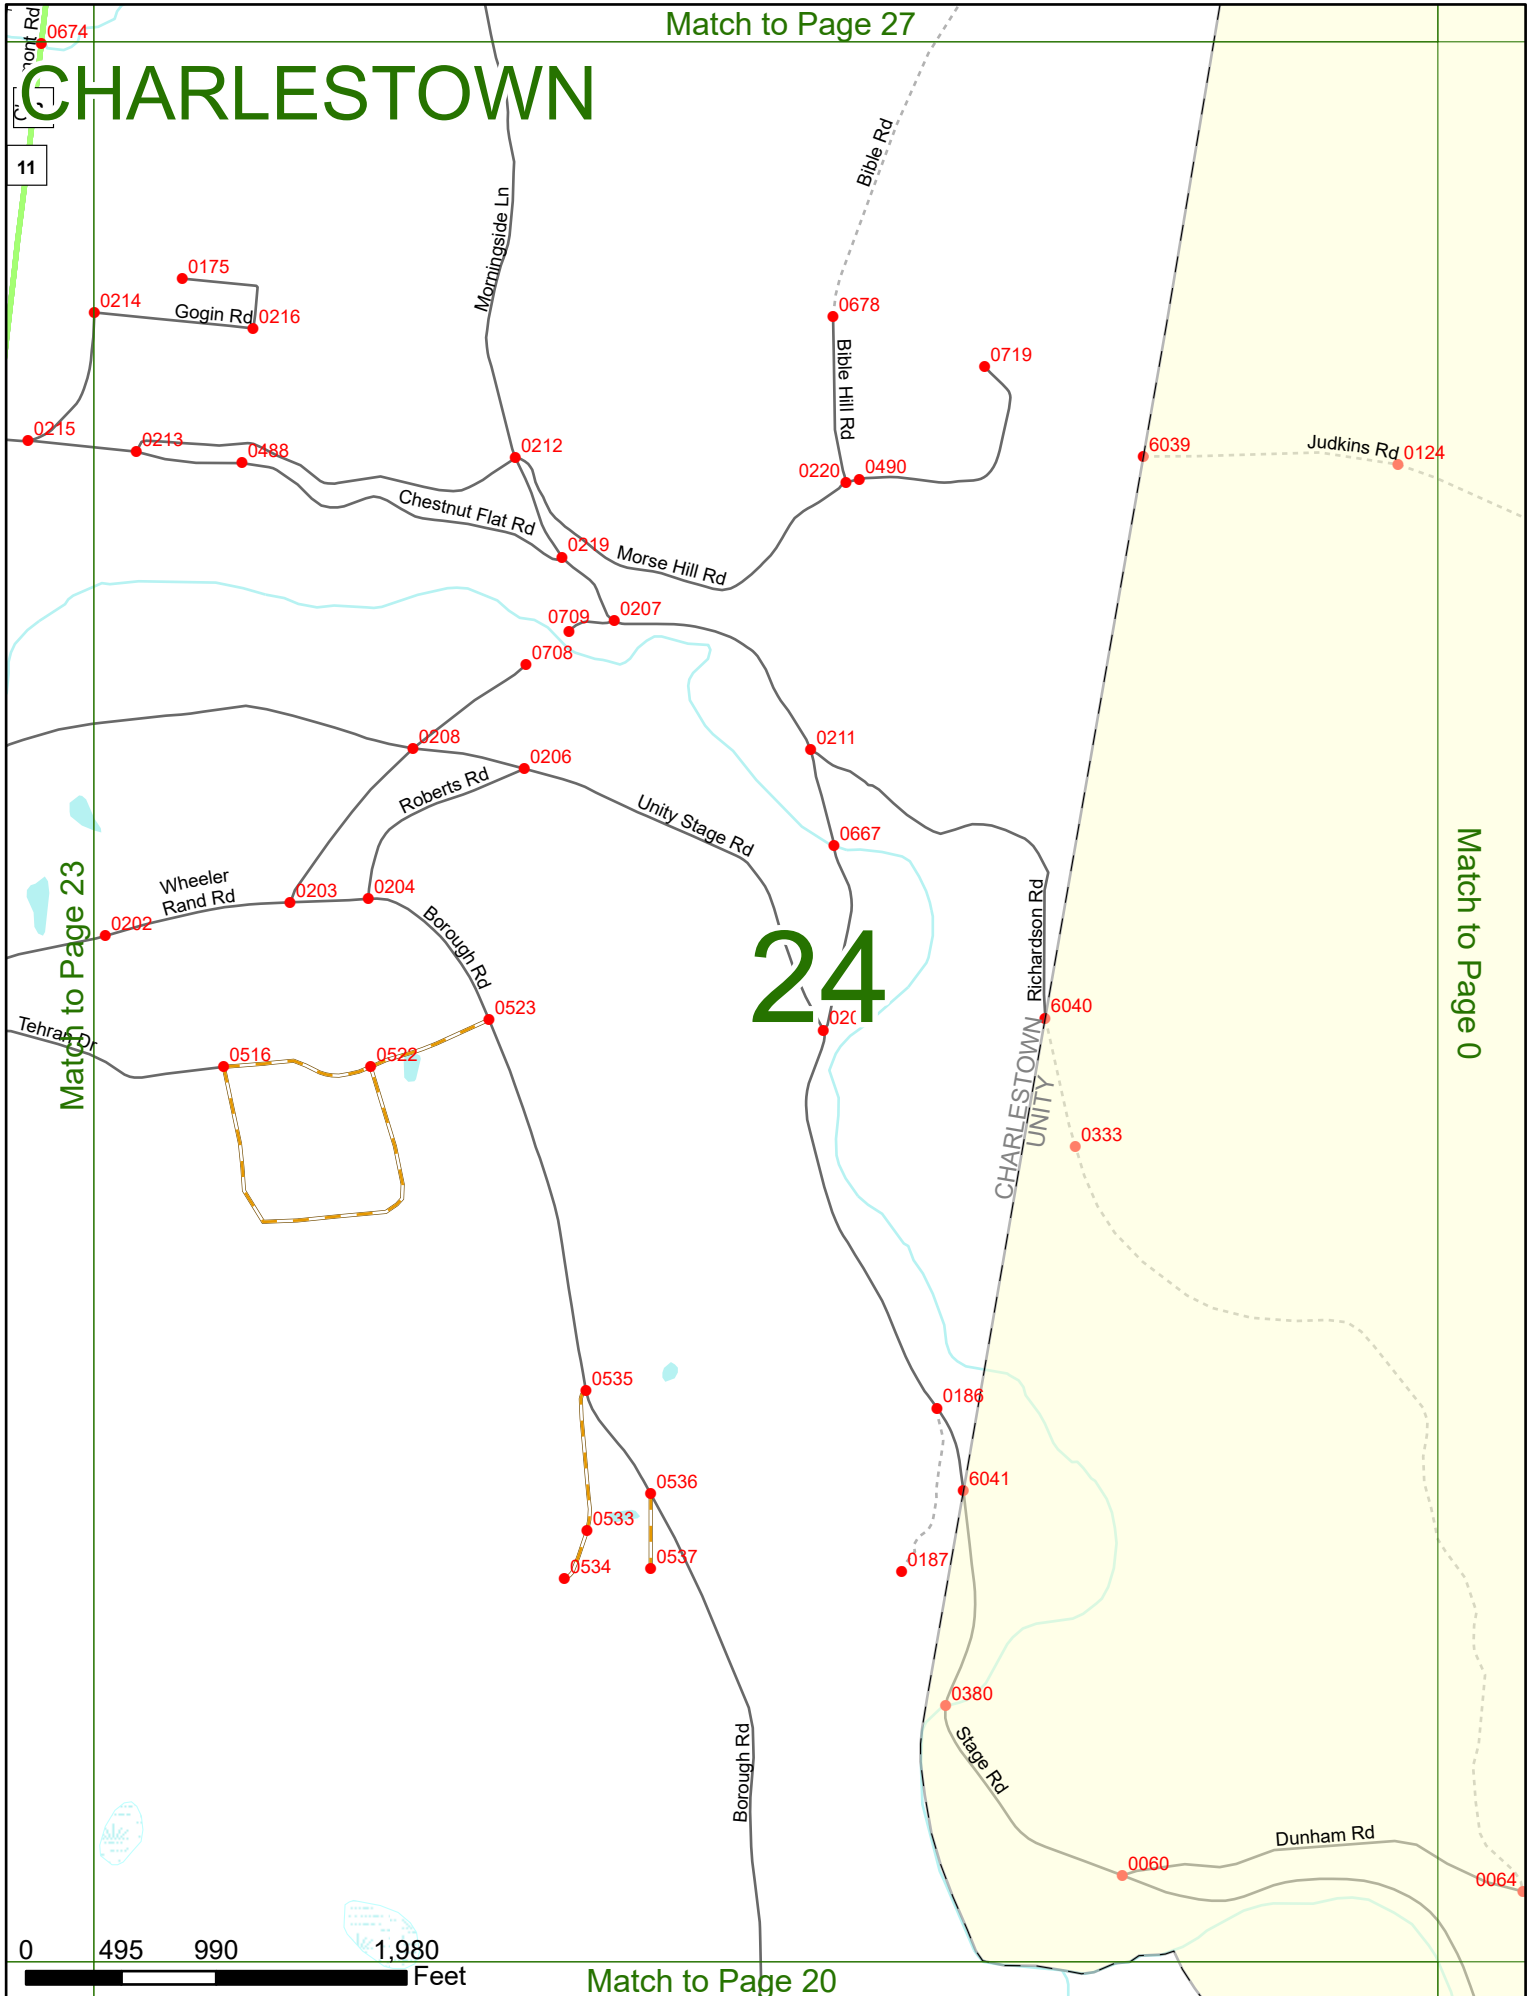 Match to Page 27
0674
CHARLESTOWN
11
Bible Rd
Morningside Ln
0175
0214
Gogin Rd
0216
0678
Bible Hill Rd
0719
0215
0213
0488
0212
0220
0490
6039
Judkins Rd
0124
Chestnut Flat Rd
0219
Morse Hill Rd
0709
0207
0708
0208
0206
0211
Roberts Rd
Unity Stage Rd
0667
Match to Page 23
Match to Page 0
Wheeler
Rand Rd
0203
0204
0202
Borough Rd
Richardson Rd
24
0523
6040
Tehran Dr
0516
0522
CHARLESTOWN
UNITY
0333
0535
0186
0536
6041
0533
0534
0537
0187
0380
Stage Rd
Borough Rd
Dunham Rd
0060
0064
0 495 990 1,980
Feet
Match to Page 20